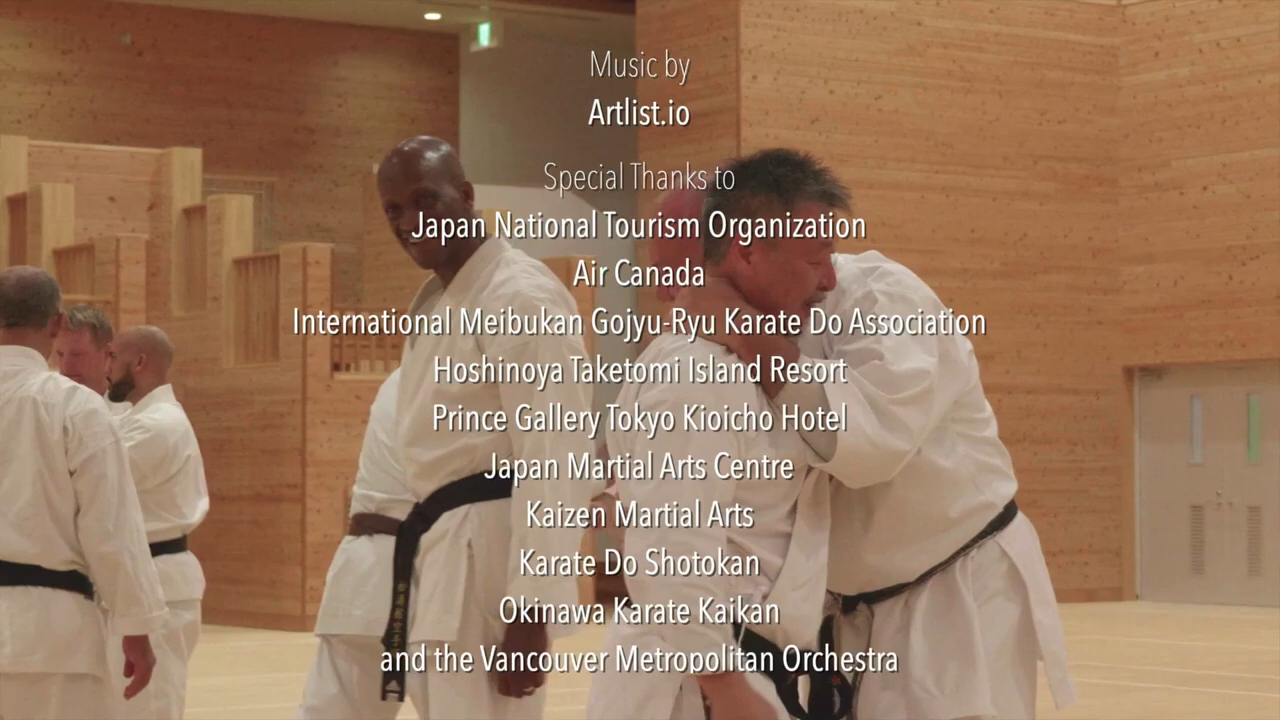 Music by
Artlist.io
Special Thanks to
Japan National Tourism Organization
Air Canada
International Meibukan Gojyu-Ryu Karate Do Association
Hoshinoya Taketomi Island Resort
Prince Gallery Tokyo Kioicho Hotel
Japan Martial Arts Centre
Kaizen Martial Arts
Karate Do Shotokan
Okinawa Karate Kaikan
and the Vancouver Metropolitan Orchestra